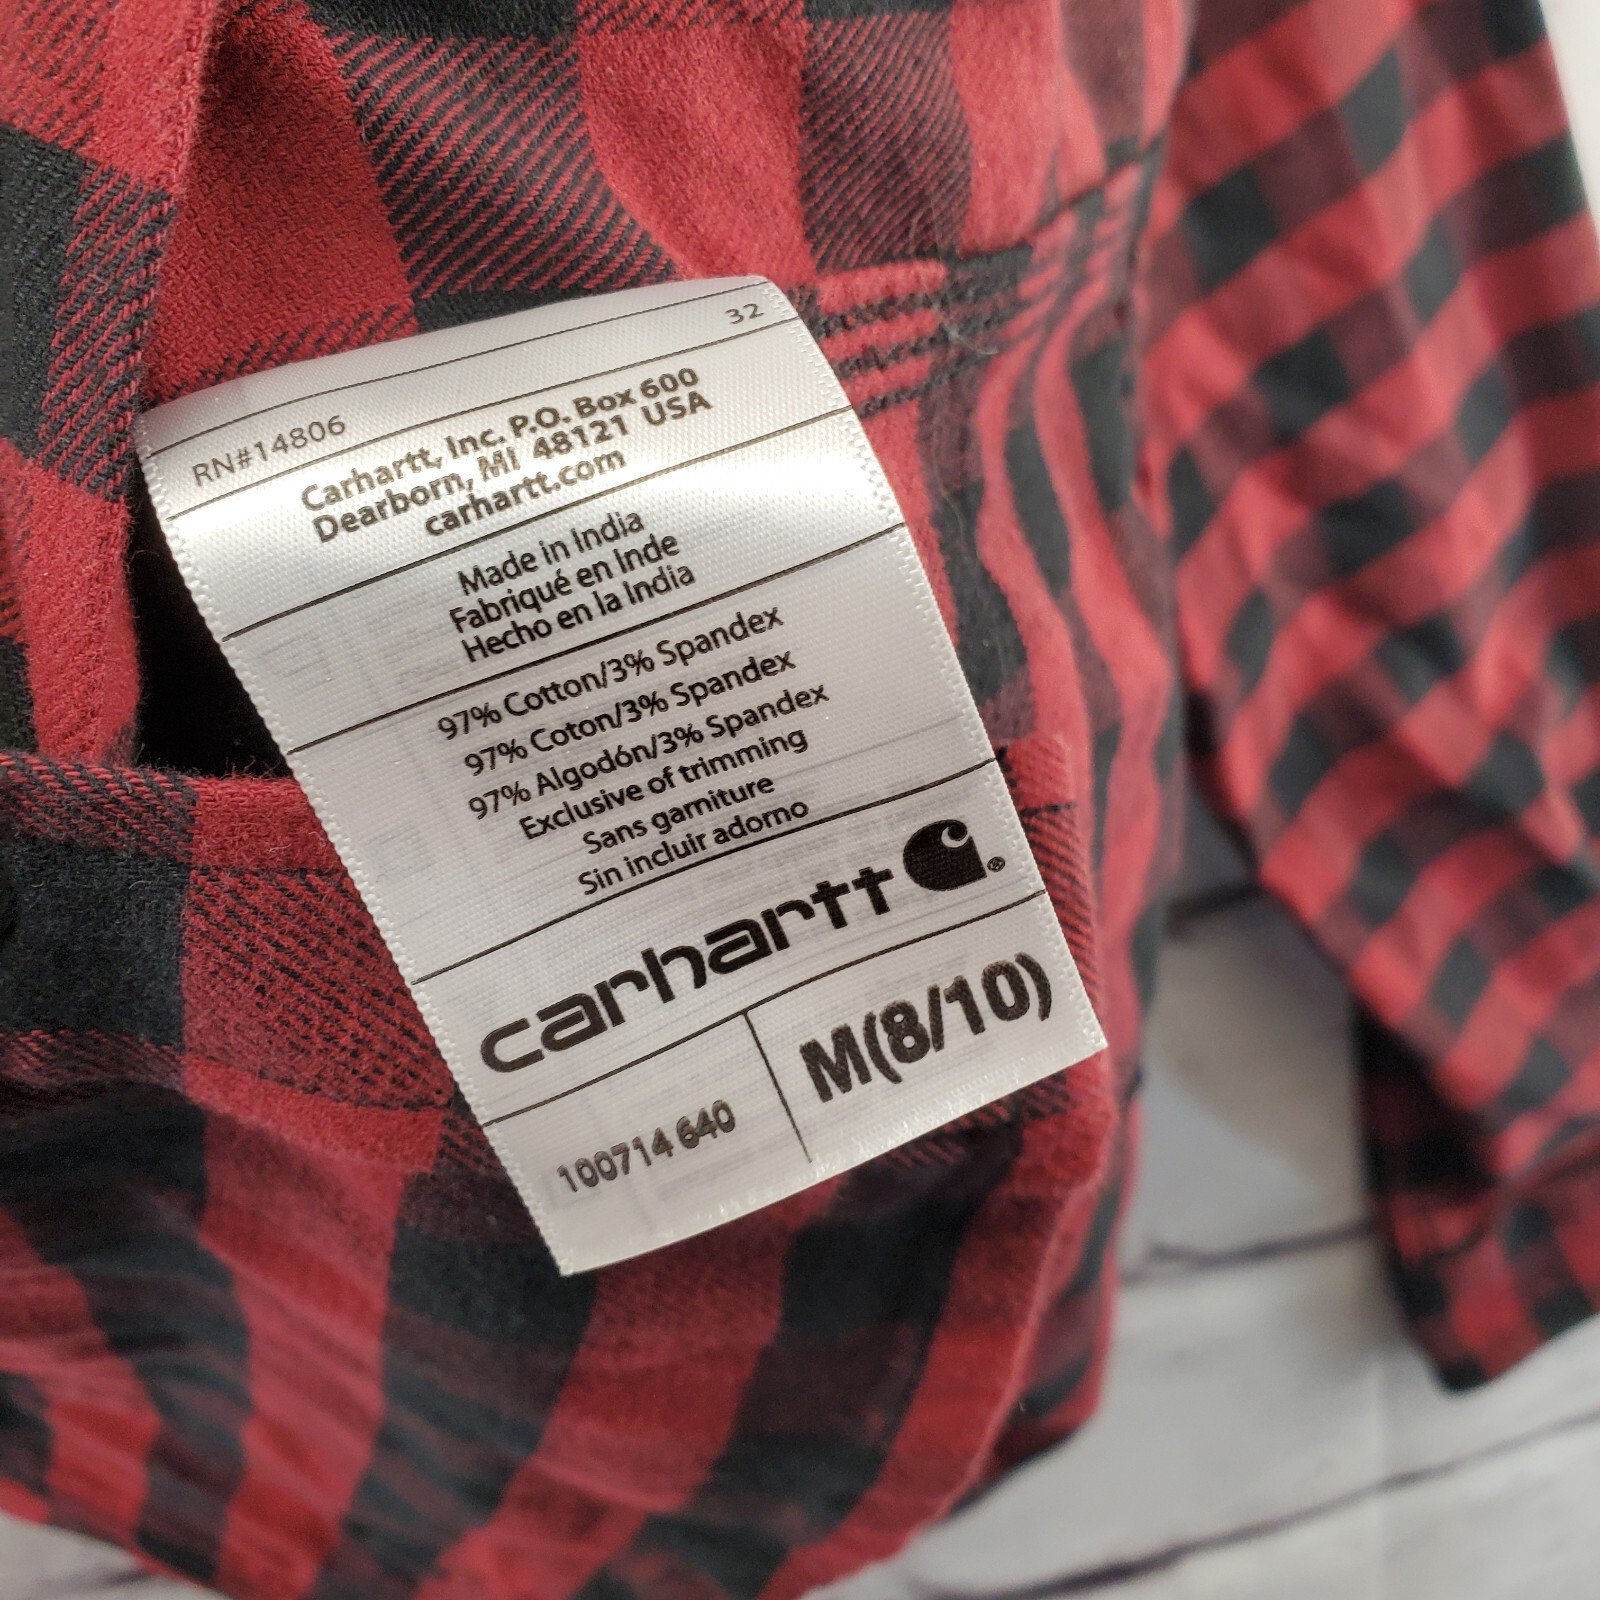 32
RN#14806
Carhartt, Inc. P.O. Box 600
Dearborn, MI 48121 USA
carhartt.com
Made in India
Fabriqué en Inde
Hecho en la India
97% Cotton/3% Spandex
97% Coton/3% Spandex
97% Algodón/3% Spandex
Exclusive of trimming
Sans garniture
Sin incluir adorno
carhartt ®
100714 640 M(8/10)